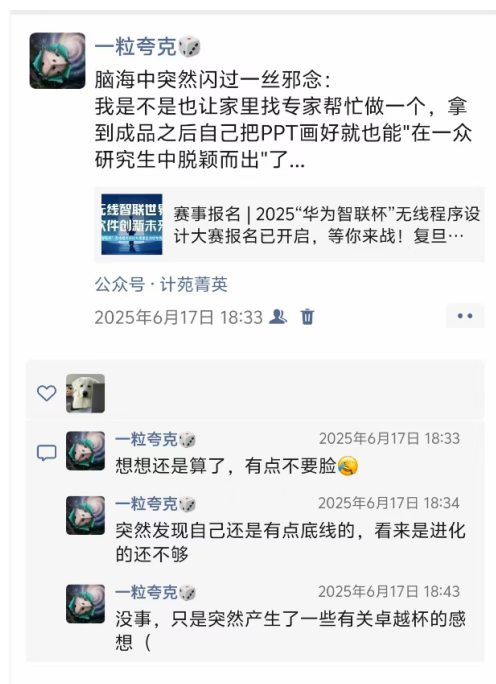 一粒夸克🎲
脑海中突然闪过一丝邪念：
我是不是也让家里找专家帮忙做一个，拿
到成品之后自己把PPT画好就也能"在一众
研究生中脱颖而出"了...
无线智联世界
软件创新未来
赛事报名 | 2025“华为智联杯”无线程序设
计大赛报名已开启，等你来战！复旦…
公众号 · 计苑菁英
2025年6月17日 18:33
一粒夸克🎲 2025年6月17日 18:33
想想还是算了，有点不要脸😂
一粒夸克🎲 2025年6月17日 18:34
突然发现自己还是有点底线的，看来是进化
的还不够
一粒夸克🎲 2025年6月17日 18:43
没事，只是突然产生了一些有关卓越杯的感
想（